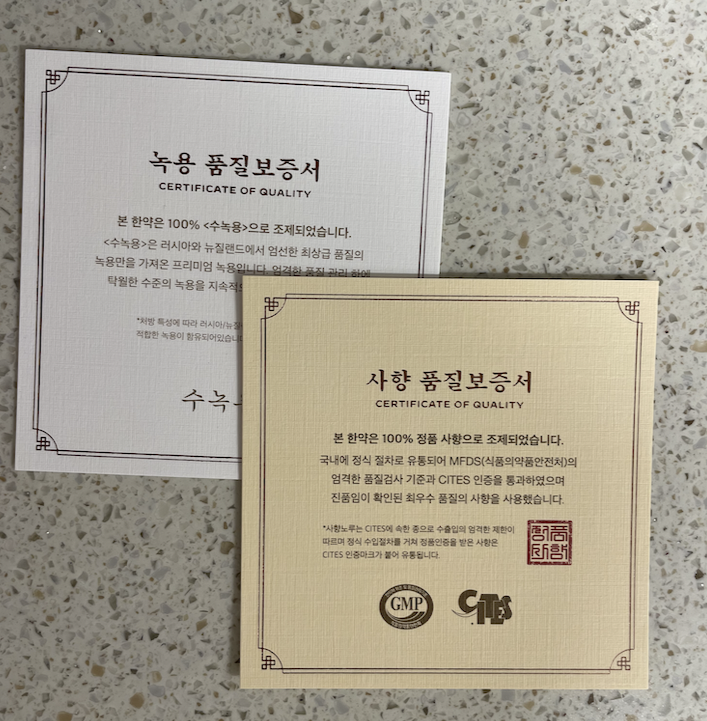 녹용 품질보증서
CERTIFICATE OF QUALITY
본 한약은 100% <수녹용>으로 조제되었습니다.
<수녹용>은 러시아와 뉴질랜드에서 엄선한 최상급 품질의
녹용만을 가져온 프리미엄 녹용입니다. 엄격한 품질 관리 하에
탁월한 수준의 녹용을 지속적
*처방 특성에 따라 러시아/뉴질
적합한 녹용이 함유되어있습니
수녹
사향 품질보증서
CERTIFICATE OF QUALITY
본 한약은 100% 정품 사향으로 조제되었습니다.
국내에 정식 절차로 유통되어 MFDS(식품의약품안전처)의
엄격한 품질검사 기준과 CITES 인증을 통과하였으며
진품임이 확인된 최우수 품질의 사향을 사용했습니다.
*사향노루는 CITES에 속한 종으로 수출입의 엄격한 제한이
따르며 정식 수입절차를 거쳐 정품인증을 받은 사향은
CITES 인증마크가 붙어 유통됩니다.
GMP
CITES